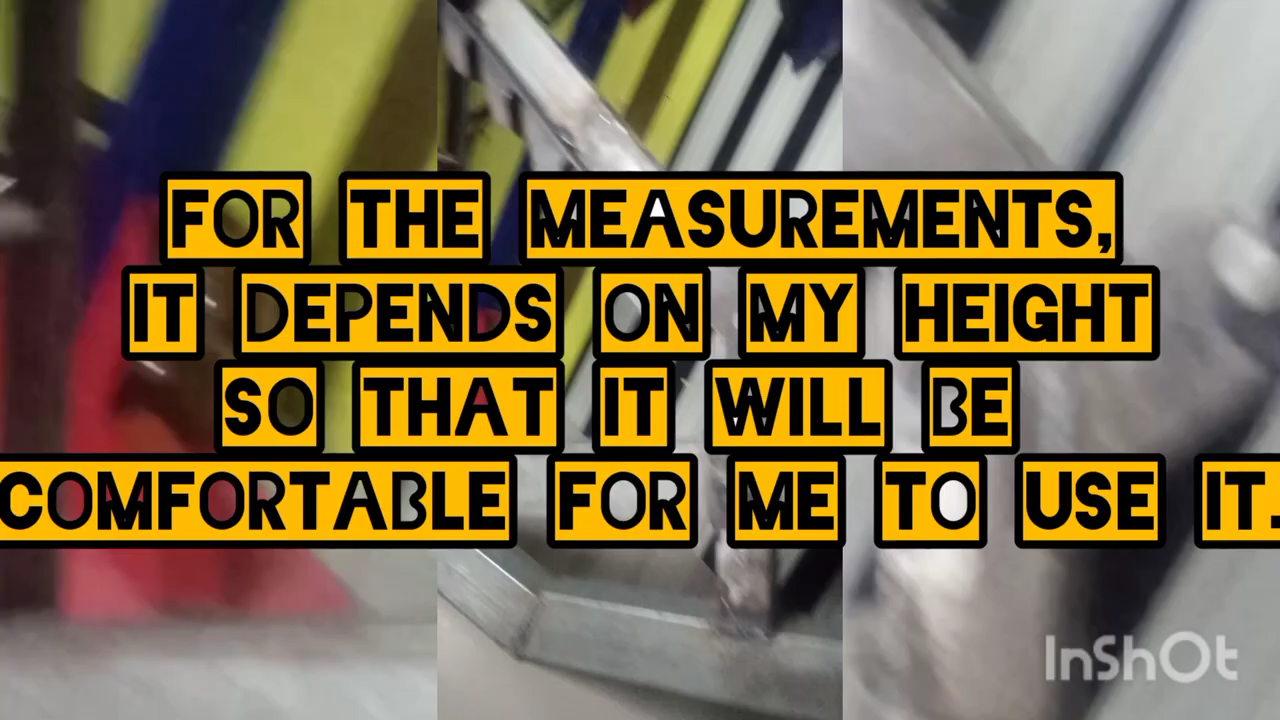 FOR THE MEASUREMENTS,
IT DEPENDS ON MY HEIGHT
SO THAT IT WILL BE
COMFORTABLE FOR ME TO USE IT.
InShOt